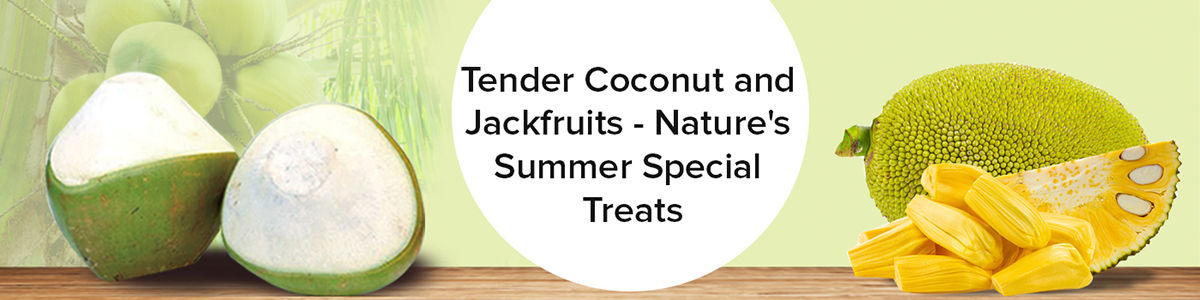 Tender Coconut and
Jackfruits - Nature's
Summer Special
Treats